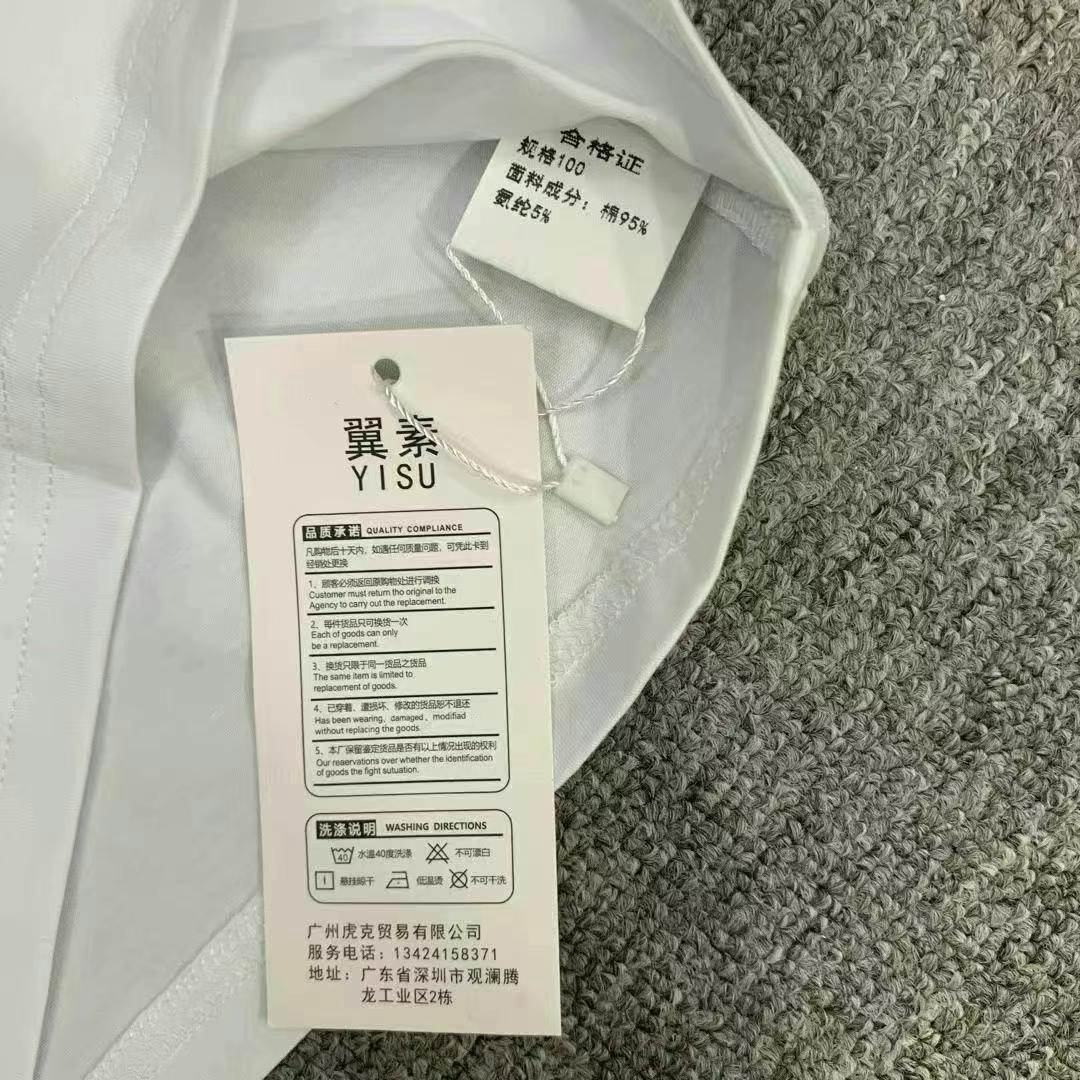 合格证
规格100
面料成分：棉95%
氨纶5%
翼素
YISU
品质承诺 QUALITY COMPLIANCE
凡购物后十天内，如遇任何质量问题，可凭此卡到
经销处更换
1、顾客必须返回原购物处进行调换
Customer must return tho original to the
Agency to carry out the replacement.
2、每件货品只可换货一次
Each of goods can only
be a replacement.
3、换货只限于同一货品之货品
The same item is limited to
replacement of goods.
4、已穿着、遭损坏、修改的货品恕不退还
Has been wearing、damaged、modifiad
without replacing the goods.
5、本厂保留鉴定货品是否有以上情况出现的权利
Our reaervations over whether the identification
of goods the fight sutuation.
洗涤说明 WASHING DIRECTIONS
40 水温40度洗涤 不可漂白
悬挂晾干 低温烫 不可干洗
广州虎克贸易有限公司
服务电话：13424158371
地址：广东省深圳市观澜腾
龙工业区2栋